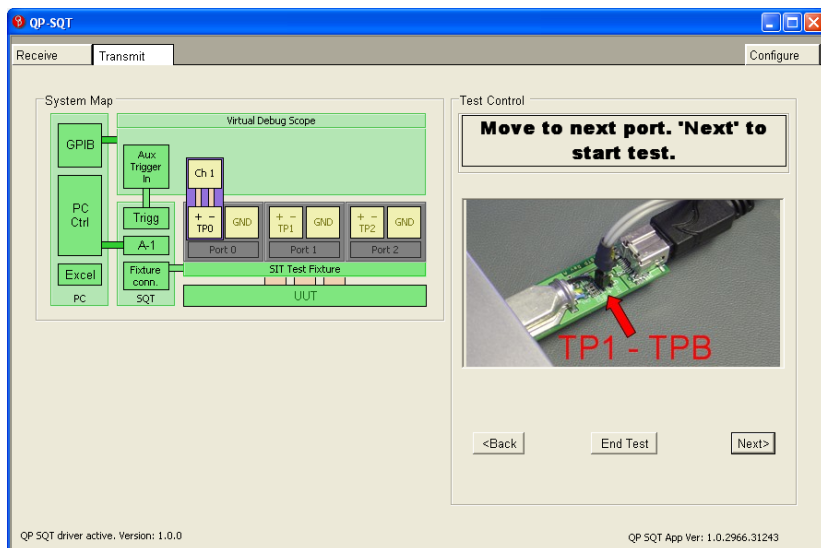 QP-SQT
Receive
Transmit
Configure
System Map
Virtual Debug Scope
GPIB
Aux
Trigger
In
Ch 1
PC
Ctrl
Trigg
A-1
+ -
TP0
GND
Port 0
+ -
TP1
GND
Port 1
+ -
TP2
GND
Port 2
Excel
PC
Fixture
conn.
SQT
SIT Test Fixture
UUT
Test Control
Move to next port. 'Next' to
start test.
TP1 - TPB
<Back
End Test
Next>
QP SQT driver active. Version: 1.0.0
QP SQT App Ver: 1.0.2966.31243